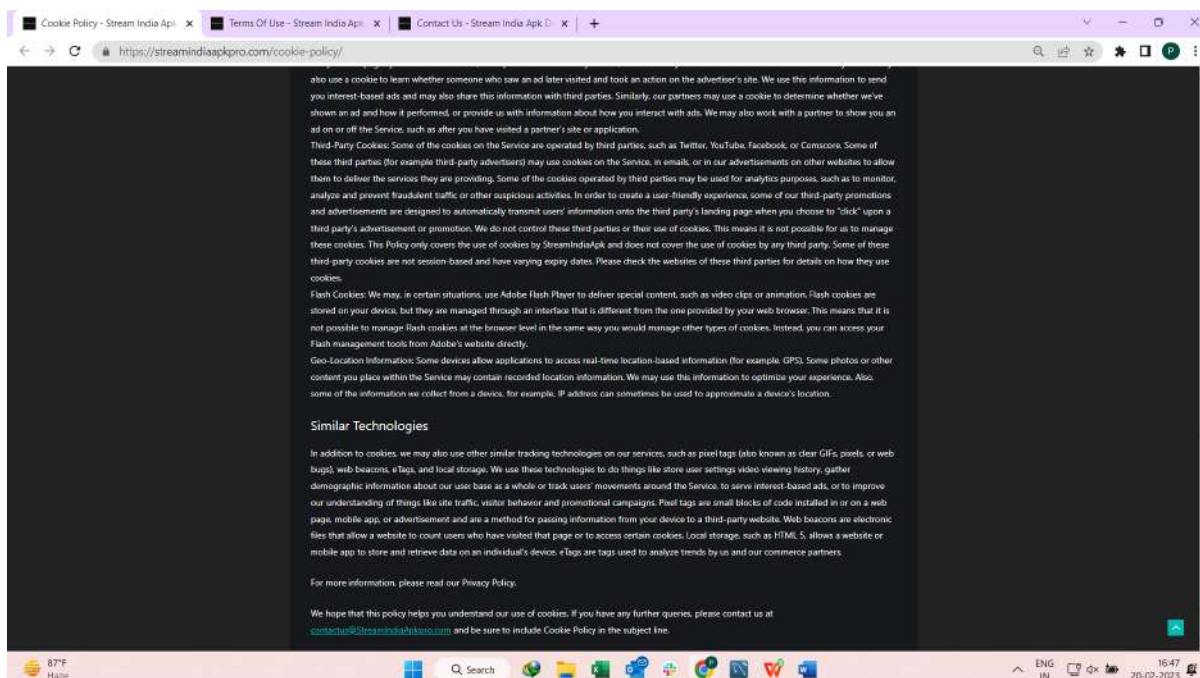 Cookie Policy - Stream India Apk
Terms Of Use - Stream India Apk
Contact Us - Stream India Apk D
https://streamindiaapkpro.com/cookie-policy/
also use a cookie to learn whether someone who saw an ad later visited and took an action on the advertiser's site. We use this information to send
you interest-based ads and may also share this information with third parties. Similarly, our partners may use a cookie to determine whether we've
shown an ad and how it performed, or provide us with information about how you interact with ads. We may also work with a partner to show you an
ad on or off the Service, such as after you have visited a partner's site or application.
Third-Party Cookies: Some of the cookies on the Service are operated by third parties, such as Twitter, YouTube, Facebook, or Comscore. Some of
these third parties (for example third-party advertisers) may use cookies on the Service, in emails, or in our advertisements on other websites to allow
them to deliver the services they are providing. Some of the cookies operated by third parties may be used for analytics purposes, such as to monitor,
analyze and prevent fraudulent traffic or other suspicious activities. In order to create a user-friendly experience, some of our third-party promotions
and advertisements are designed to automatically transmit users' information onto the third party's landing page when you choose to "click" upon a
third party's advertisement or promotion. We do not control these third parties or their use of cookies. This means it is not possible for us to manage
these cookies. This Policy only covers the use of cookies by StreamIndiaApk and does not cover the use of cookies by any third party. Some of these
third-party cookies are not session-based and have varying expiry dates. Please check the websites of these third parties for details on how they use
cookies.
Flash Cookies: We may, in certain situations, use Adobe Flash Player to deliver special content, such as video clips or animation. Flash cookies are
stored on your device, but they are managed through an interface that is different from the one provided by your web browser. This means that it is
not possible to manage Flash cookies at the browser level in the same way you would manage other types of cookies. Instead, you can access your
Flash management tools from Adobe's website directly.
Geo-Location Information: Some devices allow applications to access real-time location-based information (for example, GPS). Some photos or other
content you place within the Service may contain recorded location information. We may use this information to optimize your experience. Also,
some of the information we collect from a device, for example, IP address can sometimes be used to approximate a device's location.
Similar Technologies
In addition to cookies, we may also use other similar tracking technologies on our services, such as pixel tags (also known as clear GIFs, pixels, or web
bugs), web beacons, eTags, and local storage. We use these technologies to do things like store user settings video viewing history, gather
demographic information about our user base as a whole or track users' movements around the Service, to serve interest-based ads, or to improve
our understanding of things like site traffic, visitor behavior and promotional campaigns. Pixel tags are small blocks of code installed in or on a web
page, mobile app, or advertisement and are a method for passing information from your device to a third-party website. Web beacons are electronic
files that allow a website to count users who have visited that page or to access certain cookies. Local storage, such as HTML 5, allows a website or
mobile app to store and retrieve data on an individual's device. eTags are tags used to analyze trends by us and our commerce partners.
For more information, please read our Privacy Policy.
We hope that this policy helps you understand our use of cookies. If you have any further queries, please contact us at
contactus@StreamIndiaApkpro.com and be sure to include Cookie Policy in the subject line.
87°F
Haze
Search
ENG
IN
16:47
20-02-2023